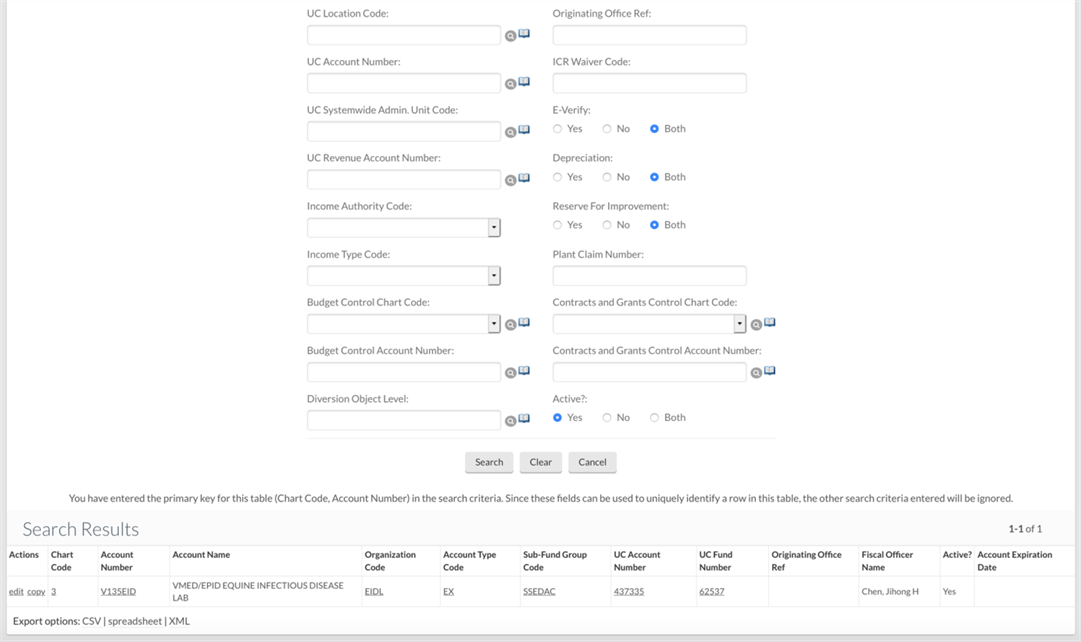 UC Location Code: Originating Office Ref:
UC Account Number: ICR Waiver Code:
UC Systemwide Admin. Unit Code: E-Verify:
Yes No Both
UC Revenue Account Number: Depreciation:
Yes No Both
Income Authority Code: Reserve For Improvement:
Yes No Both
Income Type Code: Plant Claim Number:
Budget Control Chart Code: Contracts and Grants Control Chart Code:
Budget Control Account Number: Contracts and Grants Control Account Number:
Diversion Object Level: Active?:
Yes No Both
Search Clear Cancel
You have entered the primary key for this table (Chart Code, Account Number) in the search criteria. Since these fields can be used to uniquely identify a row in this table, the other search criteria entered will be ignored.
Search Results 1-1 of 1
Actions Chart Account Account Name Organization Account Type Sub-Fund Group UC Account UC Fund Originating Office Fiscal Officer Active? Account Expiration
Code Number Code Code Code Number Number Ref Name Date
edit copy 3 V135EID VMED/EPID EQUINE INFECTIOUS DISEASE EIDL EX SSEDAC 437335 62537 Chen, Jihong H Yes
LAB
Export options: CSV | spreadsheet | XML